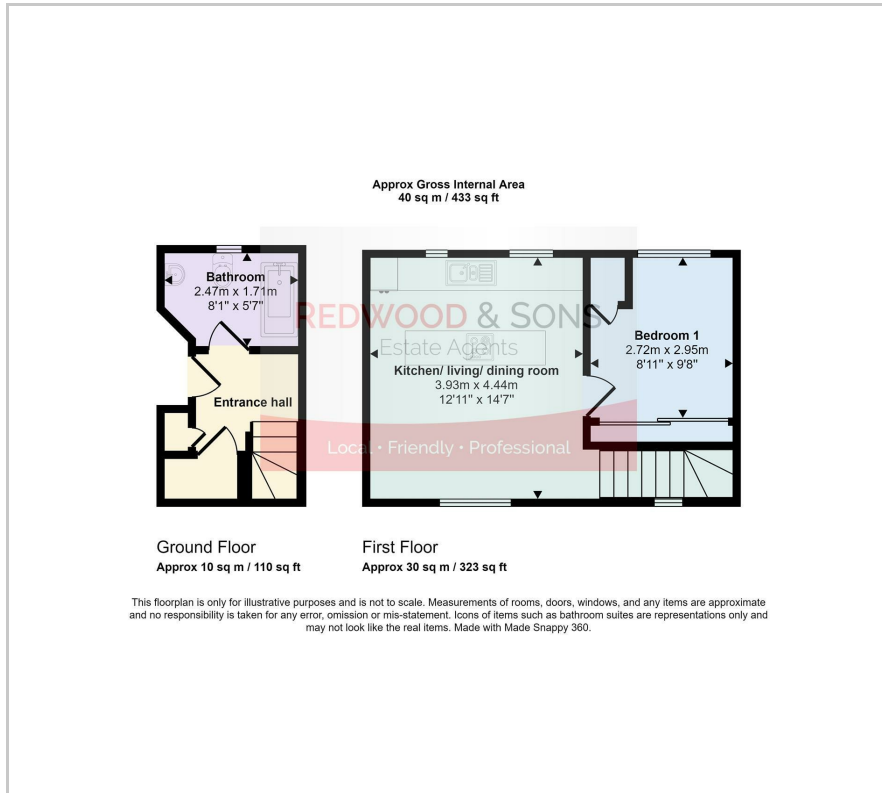 Approx Gross Internal Area
40 sq m / 433 sq ft
Bathroom
2.47m x 1.71m
8'1" x 5'7"
Entrance hall
REDWOOD & SONS
Estate Agents
Local • Friendly • Professional
Kitchen/ living/ dining room
3.93m x 4.44m
12'11" x 14'7"
Bedroom 1
2.72m x 2.95m
8'11" x 9'8"
Ground Floor
Approx 10 sq m / 110 sq ft
First Floor
Approx 30 sq m / 323 sq ft
This floorplan is only for illustrative purposes and is not to scale. Measurements of rooms, doors, windows, and any items are approximate
and no responsibility is taken for any error, omission or mis-statement. Icons of items such as bathroom suites are representations only and
may not look like the real items. Made with Made Snappy 360.